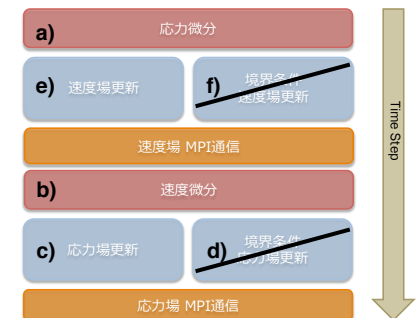 a) 応力微分
e) 速度場更新
f) 境界条件
速度場更新
速度場 MPI通信
b) 速度微分
c) 応力場更新
d) 境界条件
応力場更新
応力場 MPI通信
Time Step